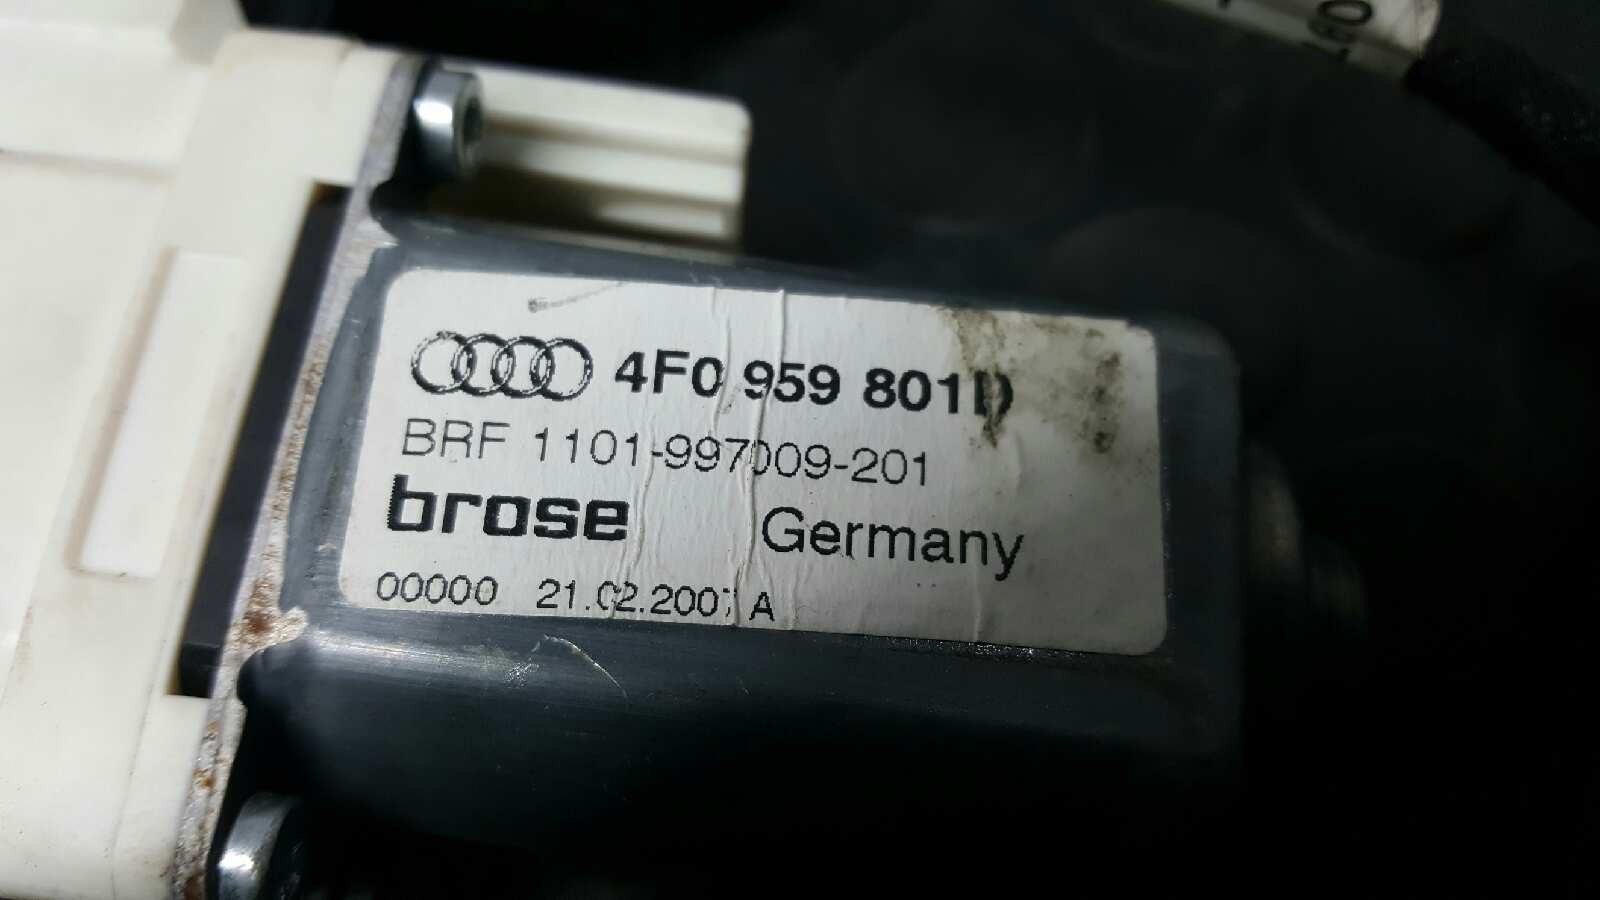 4F0 959 801D
BRF 1101-997009-201
brose Germany
00000 21.02.2007 A